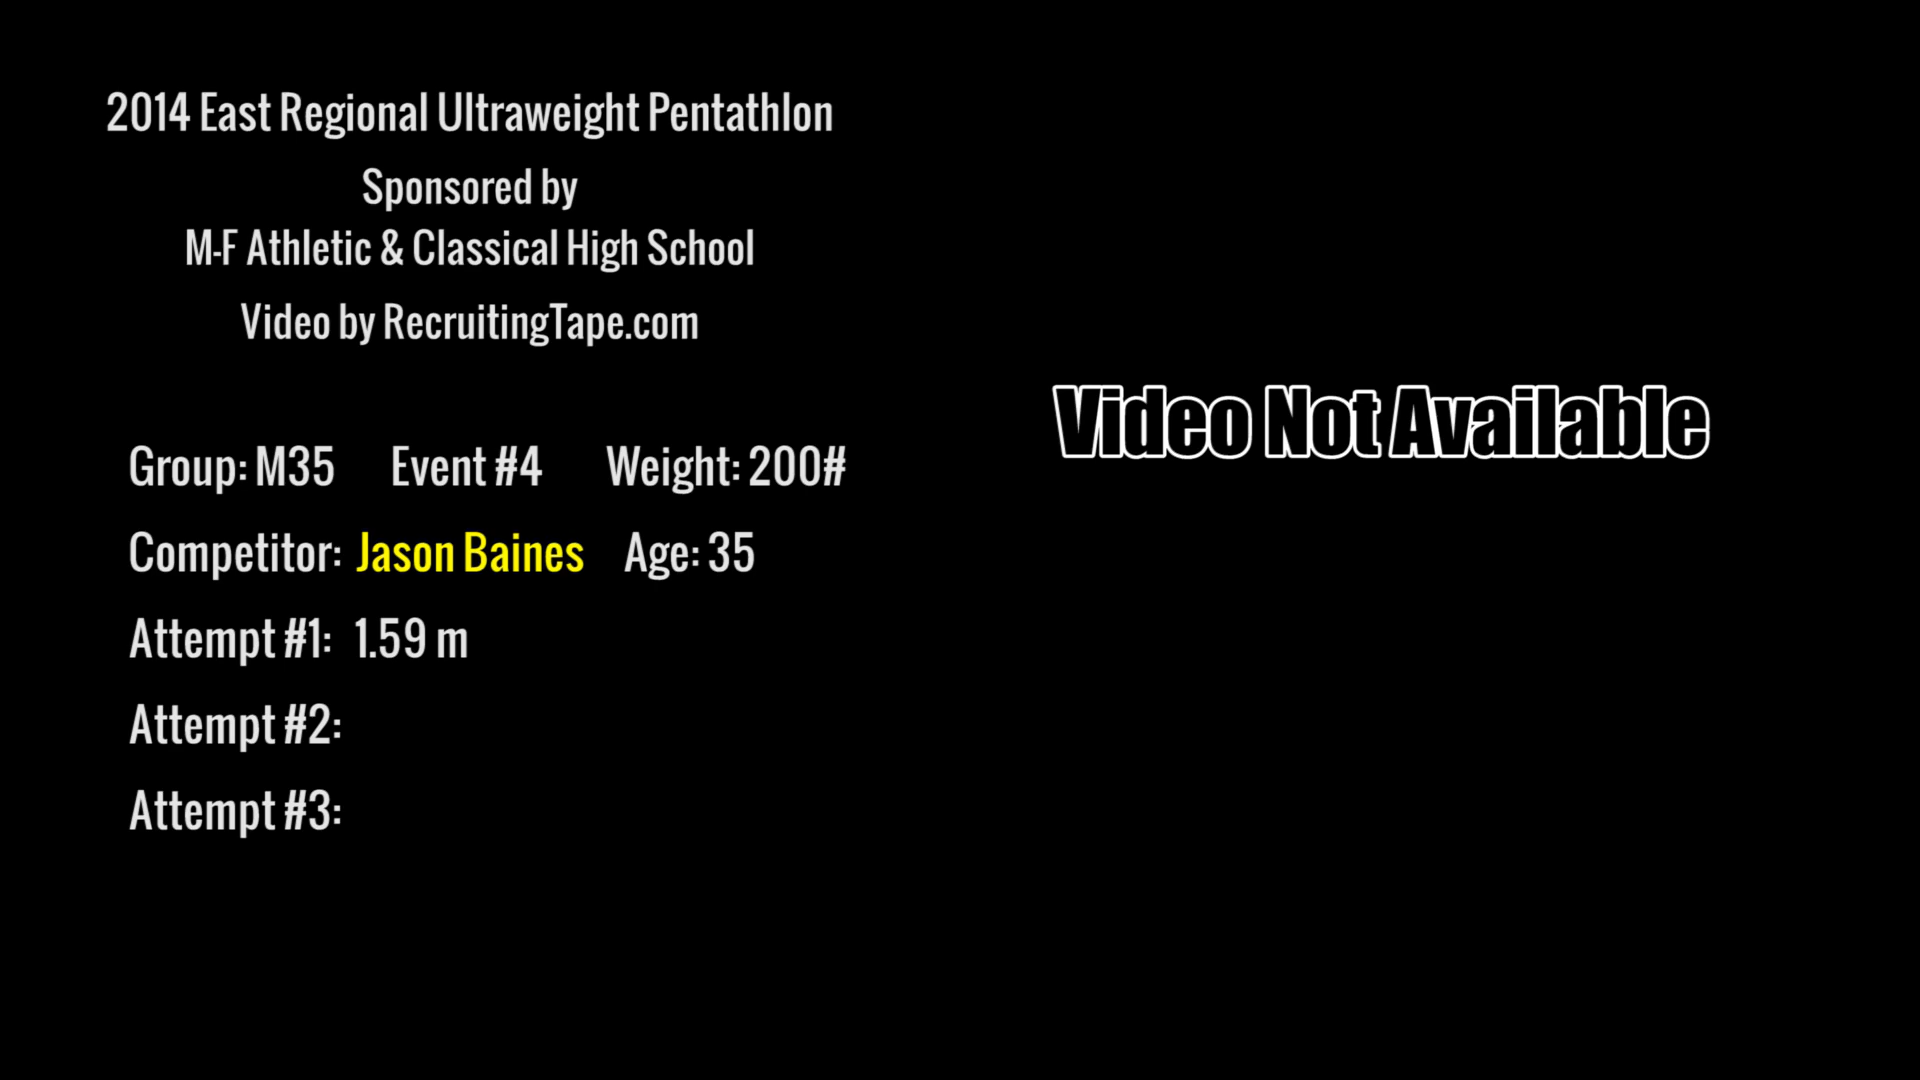 2014 East Regional Ultraweight Pentathlon
Sponsored by
M-F Athletic & Classical High School
Video by RecruitingTape.com
Video Not Available
Group: M35 Event #4 Weight: 200#
Competitor: Jason Baines Age: 35
Attempt #1: 1.59 m
Attempt #2:
Attempt #3: